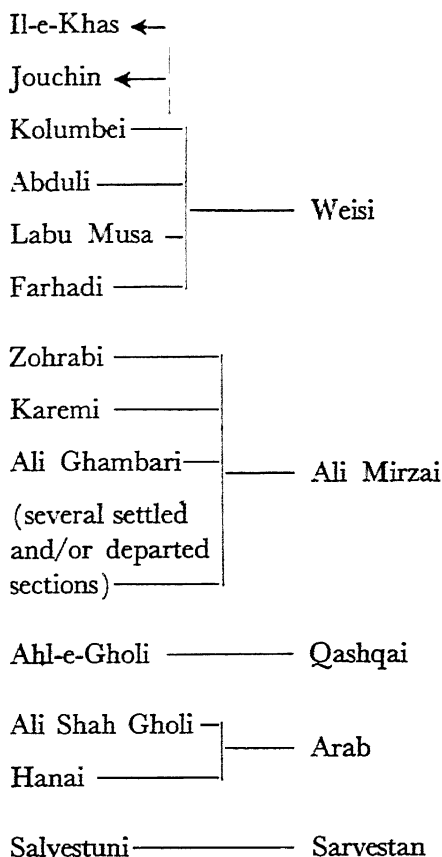 Il-e-Khas
Jouchin
Kolumbei
Abduli
Weisi
Labu Musa
Farhadi
Zohrabi
Karemi
Ali Ghambari
Ali Mirzai
(several settled
and/or departed
sections)
Ahl-e-Gholi
Qashqai
Ali Shah Gholi
Arab
Hanai
Salvestuni
Sarvestan